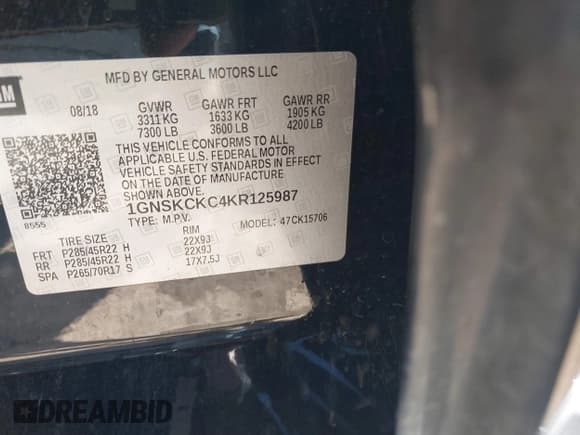 GM
MFD BY GENERAL MOTORS LLC
08/18 GVWR GAWR FRT GAWR RR
3311 KG 1633 KG 1905 KG
7300 LB 3600 LB 4200 LB
THIS VEHICLE CONFORMS TO ALL
APPLICABLE U.S. FEDERAL MOTOR
VEHICLE SAFETY STANDARDS IN EFFECT
ON THE DATE OF MANUFACTURE
1GNSKCKC4KR125987
8555 TYPE: M.P.V. MODEL: 47CK15706
TIRE SIZE RIM
FRT P285/45R22 H 22X9J
RR P285/45R22 H 22X9J
SPA P265/70R17 S 17X7.5J
DREAMBID